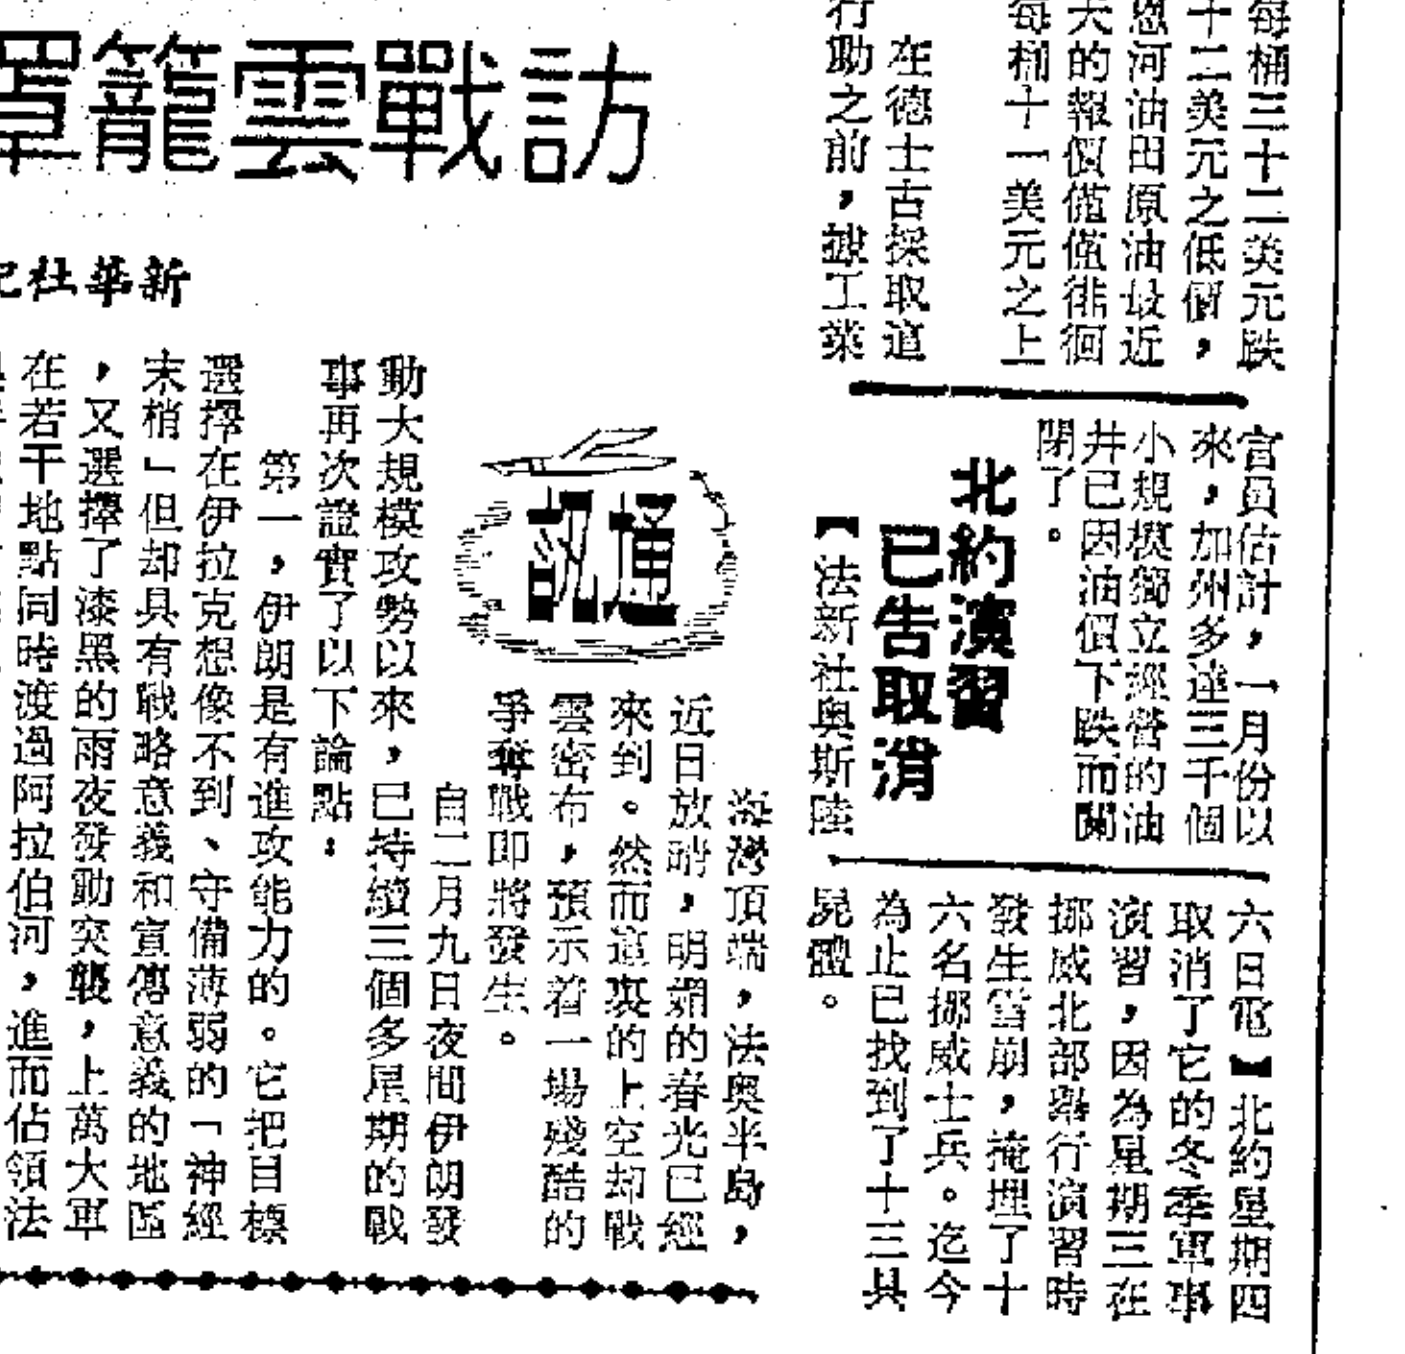 每桶三十二美元跌
十二美元之低價，
恩河油田原油最近
大的報價僅僅徘徊
每桶十一美元之上
在德士古採取這
行動之前，據工業
官員估計，一月份以
來，加州多達三千個
小規模獨立經營的油
井已因油價下跌而關
閉了。
北約演習
已告取消
【法新社奧斯陸
六日電】北約星期四
取消了它的冬季軍事
演習，因為星期三在
挪威北部舉行演習時
發生雪崩，掩埋了十
六名挪威士兵。迄今
為止已找到了十三具
屍體。
訪戰雲籠罩
新華社記
通訊
海灣頂端，法奧半島，
近日放晴，明媚的春光已經
來到。然而這裏的上空却戰
雲密布，預示着一場殘酷的
爭奪戰即將發生。
自二月九日夜間伊朗發
動大規模攻勢以來，已持續三個多星期的戰
事再次證實了以下論點：
第一，伊朗是有進攻能力的。它把目標
選擇在伊拉克想像不到、守備薄弱的「神經
末梢」但却具有戰略意義和宣傳意義的地區
，又選擇了漆黑的雨夜發動突襲，上萬大軍
在若干地點同時渡過阿拉伯河，進而佔領法